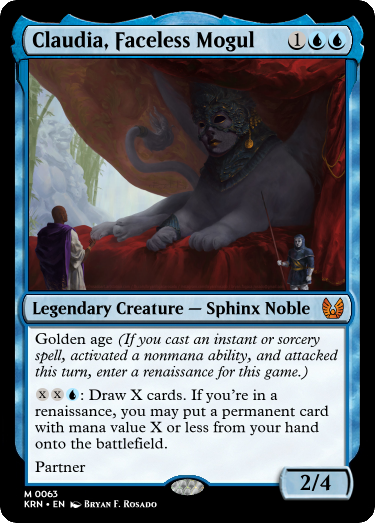 Claudia, Faceless Mogul 1
Legendary Creature — Sphinx Noble
Golden age (If you cast an instant or sorcery
spell, activated a nonmana ability, and attacked
this turn, enter a renaissance for this game.)
X X : Draw X cards. If you're in a
renaissance, you may put a permanent card
with mana value X or less from your hand
onto the battlefield.
Partner
2/4
M 0063
KRN • EN Bryan F. Rosado